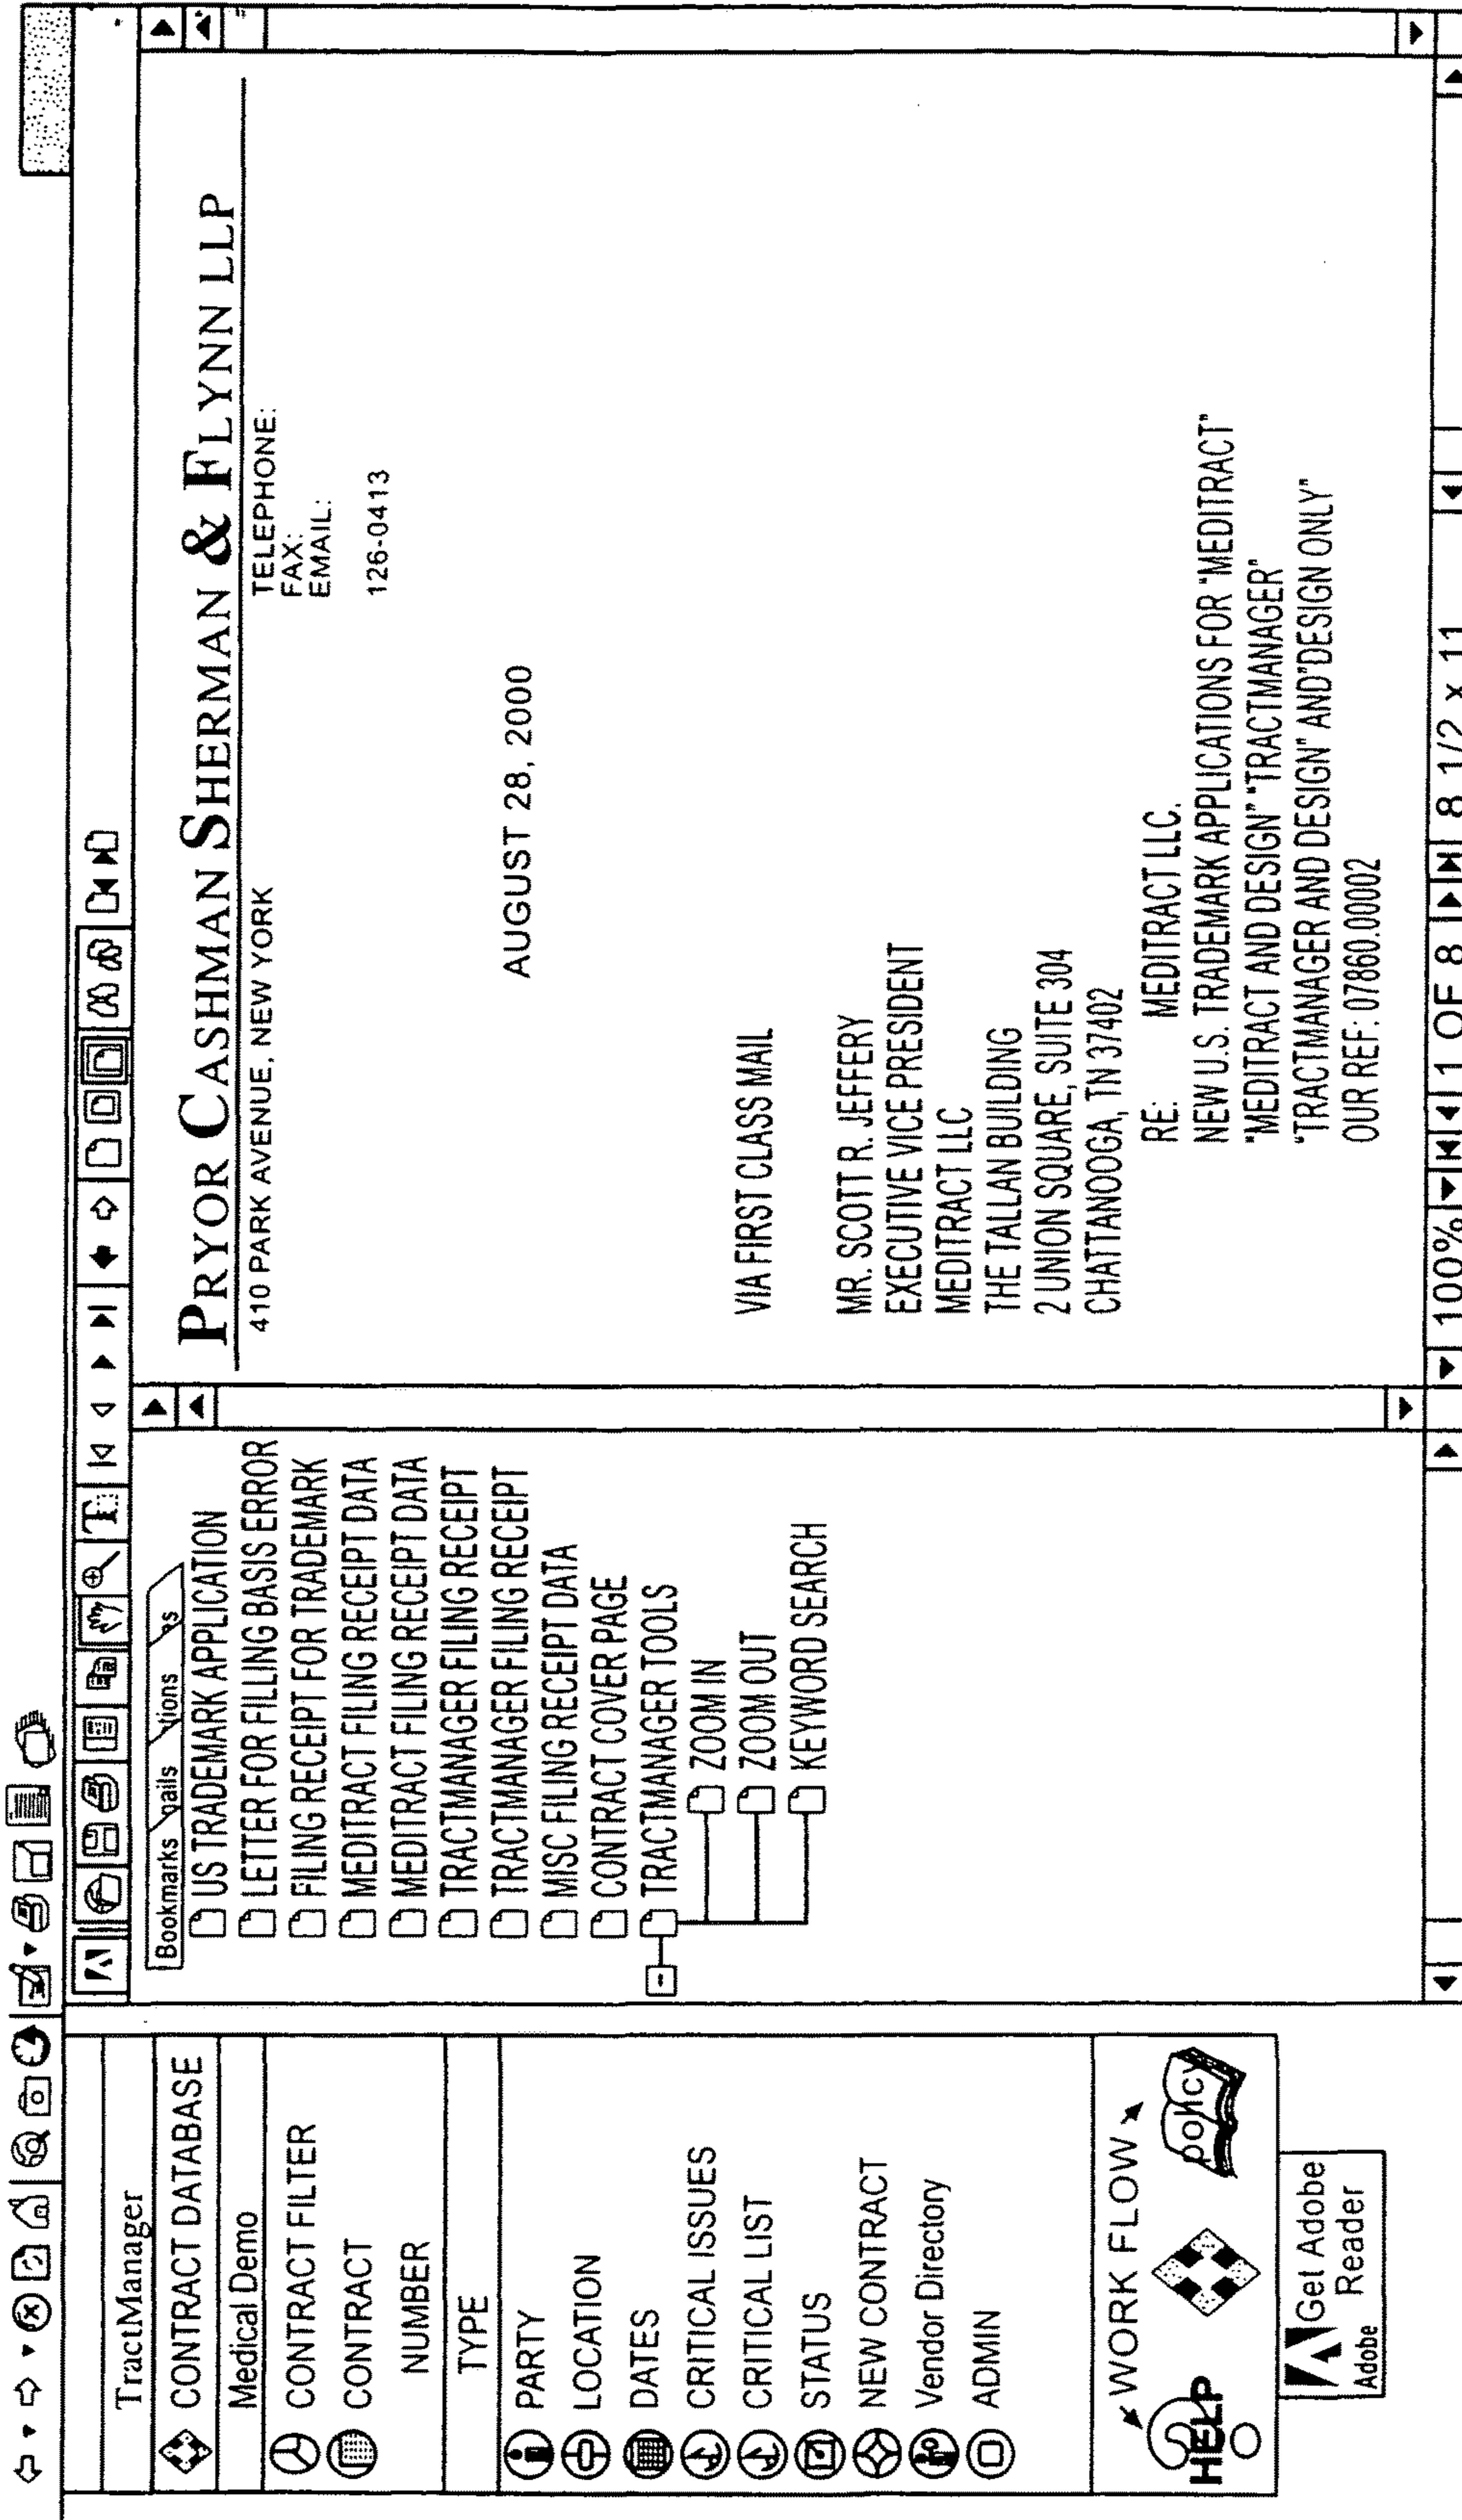 TractManager
CONTRACT DATABASE
Medical Demo
CONTRACT FILTER
CONTRACT
NUMBER
TYPE
PARTY
LOCATION
DATES
CRITICAL ISSUES
CRITICAL LIST
STATUS
NEW CONTRACT
Vendor Directory
ADMIN
WORK FLOW
HELP
policy
Get Adobe
Reader
Adobe
T
Bookmarks nails tions es
US TRADEMARK APPLICATION
LETTER FOR FILLING BASIS ERROR
FILING RECEIPT FOR TRADEMARK
MEDITRACT FILING RECEIPT DATA
MEDITRACT FILING RECEIPT DATA
TRACTMANAGER FILING RECEIPT
TRACTMANAGER FILING RECEIPT
MISC FILING RECEIPT DATA
CONTRACT COVER PAGE
TRACTMANAGER TOOLS
ZOOM IN
ZOOM OUT
KEYWORD SEARCH
PRYOR CASHMAN SHERMAN & FLYNN LLP
410 PARK AVENUE, NEW YORK
TELEPHONE:
FAX:
EMAIL:
126-0413
AUGUST 28, 2000
VIA FIRST CLASS MAIL
MR. SCOTT R. JEFFERY
EXECUTIVE VICE PRESIDENT
MEDITRACT LLC
THE TALLAN BUILDING
2 UNION SQUARE, SUITE 304
CHATTANOOGA, TN 37402
RE: MEDITRACT LLC.
NEW U.S. TRADEMARK APPLICATIONS FOR "MEDITRACT"
"MEDITRACT AND DESIGN" "TRACTMANAGER"
"TRACTMANAGER AND DESIGN" AND"DESIGN ONLY"
OUR REF: 07860.00002
100% 1 OF 8 8 1/2 x 11